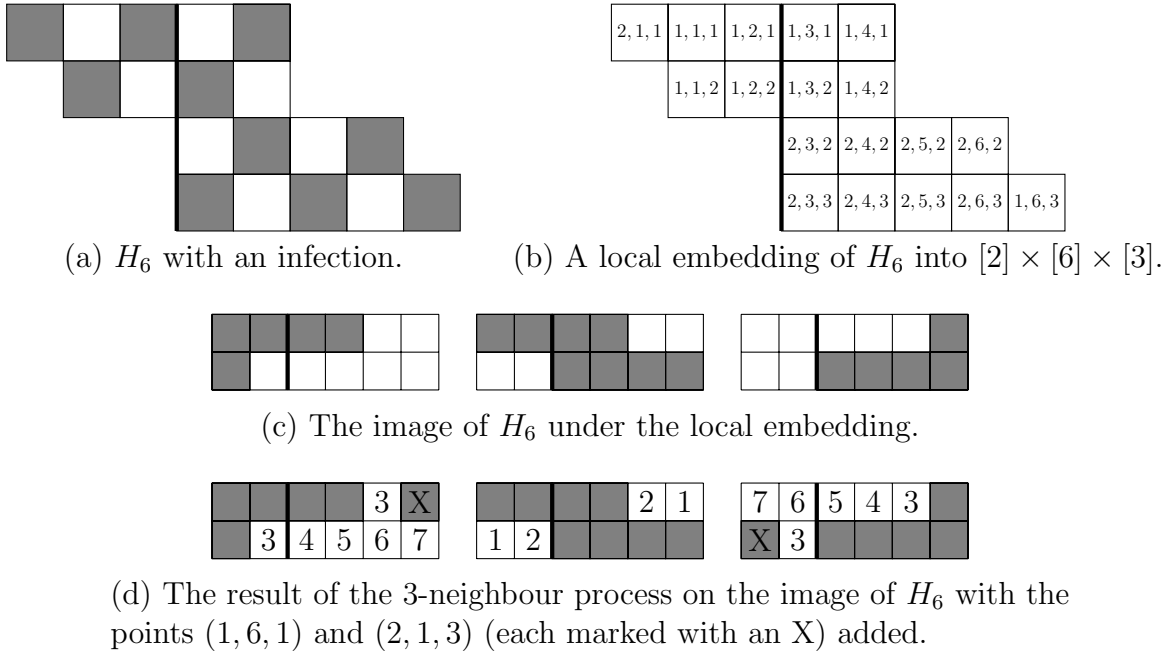 2, 1, 1 1, 1, 1 1, 2, 1 1, 3, 1 1, 4, 1
1, 1, 2 1, 2, 2 1, 3, 2 1, 4, 2
2, 3, 2 2, 4, 2 2, 5, 2 2, 6, 2
2, 3, 3 2, 4, 3 2, 5, 3 2, 6, 3 1, 6, 3
(a) H₆ with an infection.
(b) A local embedding of H₆ into [2] × [6] × [3].
(c) The image of H₆ under the local embedding.
3 X 2 1 7 6 5 4 3
3 4 5 6 7 1 2 X 3
(d) The result of the 3-neighbour process on the image of H₆ with the
points (1, 6, 1) and (2, 1, 3) (each marked with an X) added.